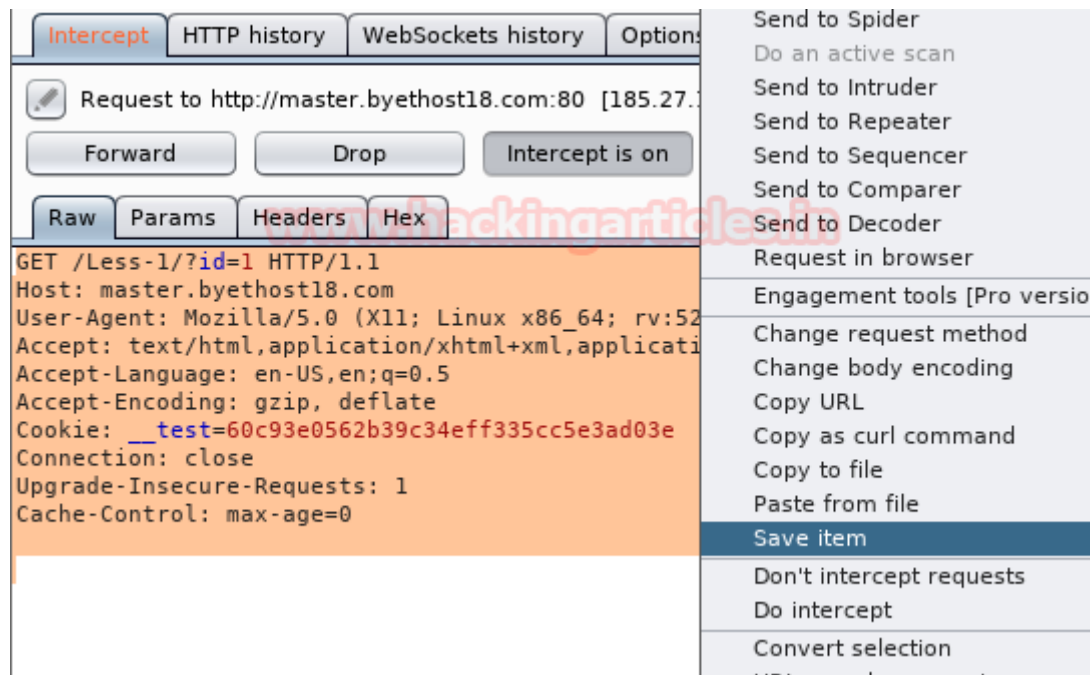 Intercept HTTP history WebSockets history Options
Request to http://master.byethost18.com:80 [185.27.
Forward Drop Intercept is on
Raw Params Headers Hex
www.hackingarticles.in
GET /Less-1/?id=1 HTTP/1.1
Host: master.byethost18.com
User-Agent: Mozilla/5.0 (X11; Linux x86_64; rv:52
Accept: text/html,application/xhtml+xml,applicati
Accept-Language: en-US,en;q=0.5
Accept-Encoding: gzip, deflate
Cookie: __test=60c93e0562b39c34eff335cc5e3ad03e
Connection: close
Upgrade-Insecure-Requests: 1
Cache-Control: max-age=0
Send to Spider
Do an active scan
Send to Intruder
Send to Repeater
Send to Sequencer
Send to Comparer
Send to Decoder
Request in browser
Engagement tools [Pro versio
Change request method
Change body encoding
Copy URL
Copy as curl command
Copy to file
Paste from file
Save item
Don't intercept requests
Do intercept
Convert selection